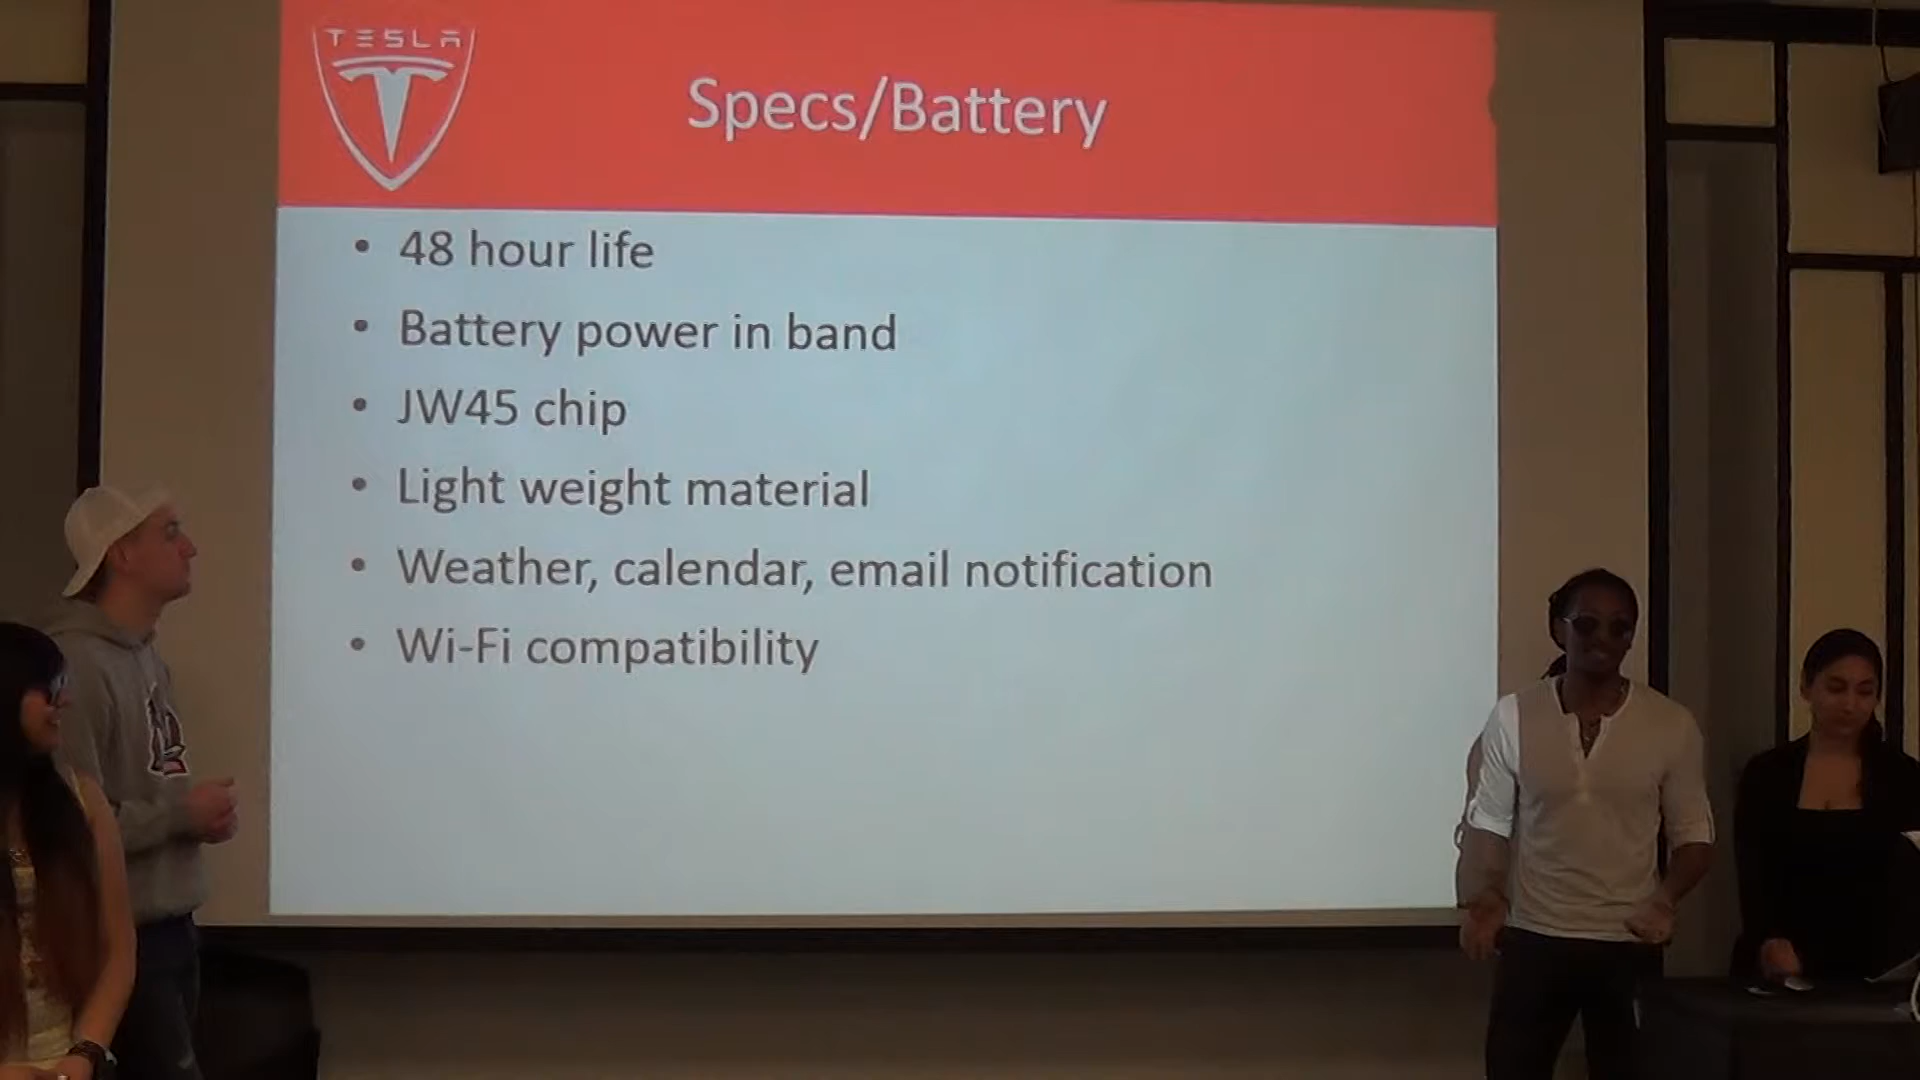 TESLA
Specs/Battery
• 48 hour life
• Battery power in band
• JW45 chip
• Light weight material
• Weather, calendar, email notification
• Wi-Fi compatibility